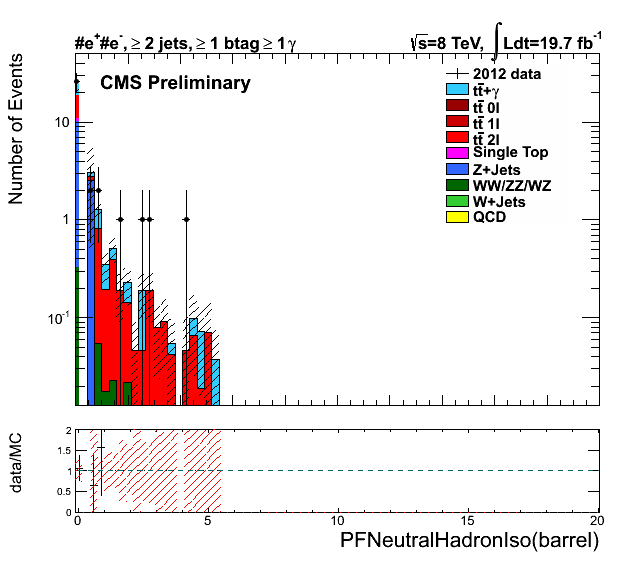 #e⁺#e⁻, ≥ 2 jets, ≥ 1 btag ≥ 1γ
√s=8 TeV, ∫Ldt=19.7 fb⁻¹
CMS Preliminary
Number of Events
10
1
10⁻¹
2012 data
tt̄+γ
tt̄ 0l
tt̄ 1l
tt̄ 2l
Single Top
Z+Jets
WW/ZZ/WZ
W+Jets
QCD
data/MC
2
1.5
1
0.5
0
0 5 10 15 20
PFNeutralHadronIso(barrel)